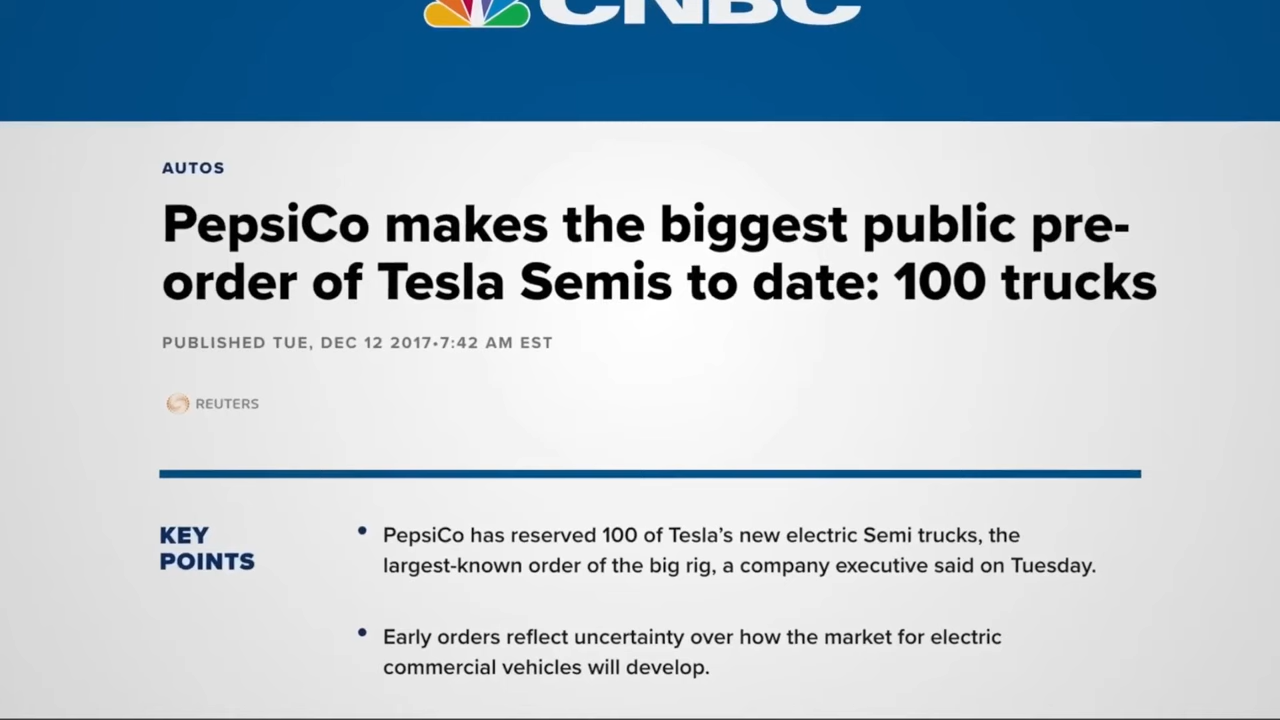 CNBC
AUTOS
PepsiCo makes the biggest public pre-
order of Tesla Semis to date: 100 trucks
PUBLISHED TUE, DEC 12 2017•7:42 AM EST
REUTERS
KEY
POINTS
• PepsiCo has reserved 100 of Tesla’s new electric Semi trucks, the
largest-known order of the big rig, a company executive said on Tuesday.
• Early orders reflect uncertainty over how the market for electric
commercial vehicles will develop.